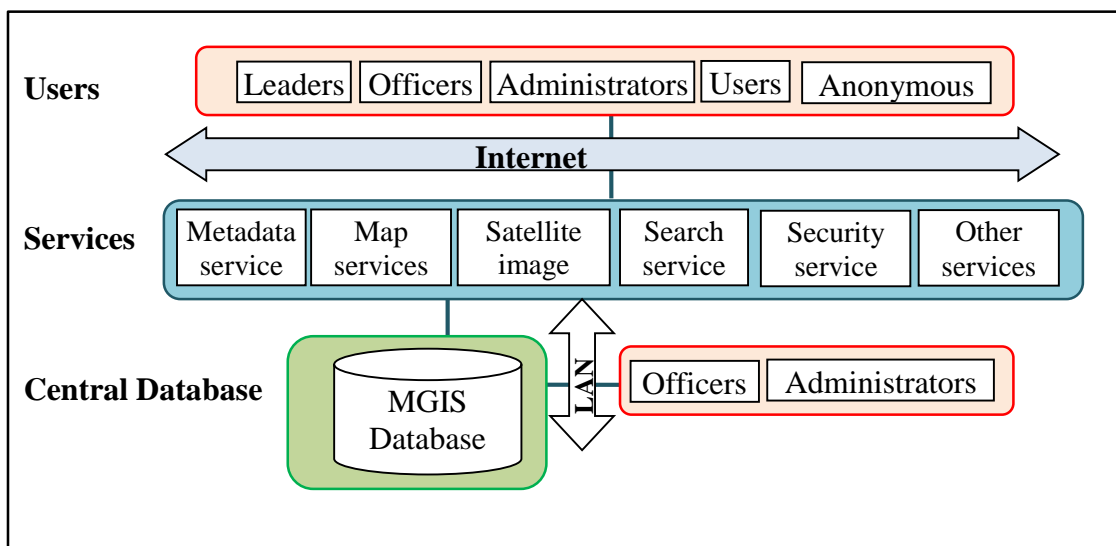 Users
Leaders
Officers
Administrators
Users
Anonymous
Internet
Services
Metadata
service
Map
services
Satellite
image
Search
service
Security
service
Other
services
Central Database
MGIS
Database
LAN
Officers
Administrators